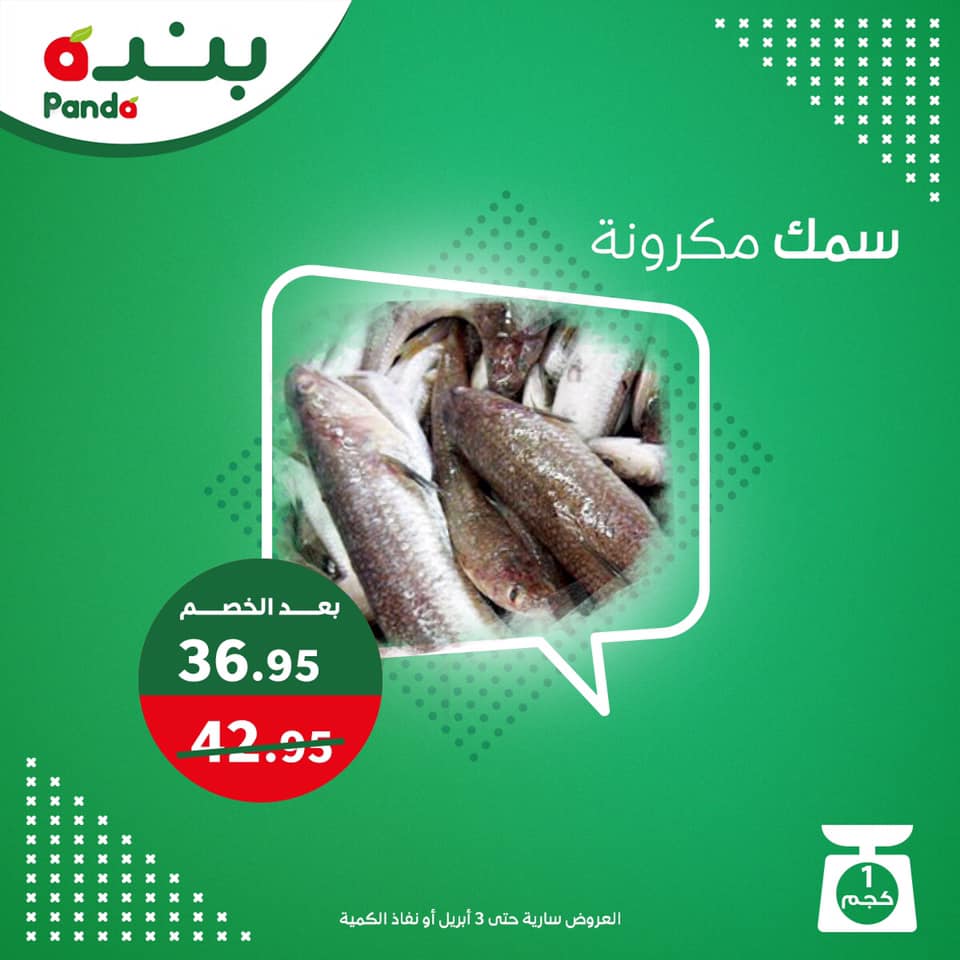 بنده
Panda
سمك مكرونة
بعد الخصم
36.95
42.95
1
كجم
العروض سارية حتى 3 أبريل أو نفاذ الكمية